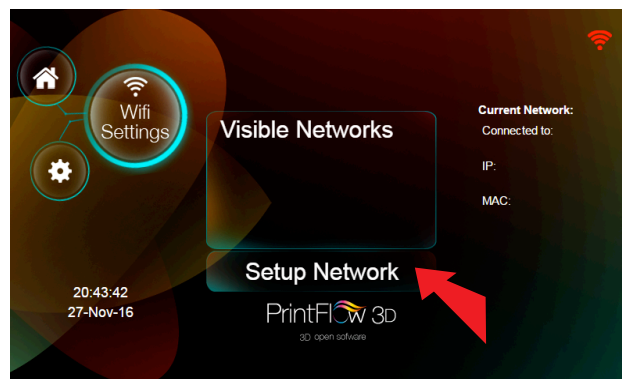 Wifi
Settings
Visible Networks
Current Network:
Connected to:
IP:
MAC:
Setup Network
20:43:42
27-Nov-16
PrintFlow 3D
3D open sofware